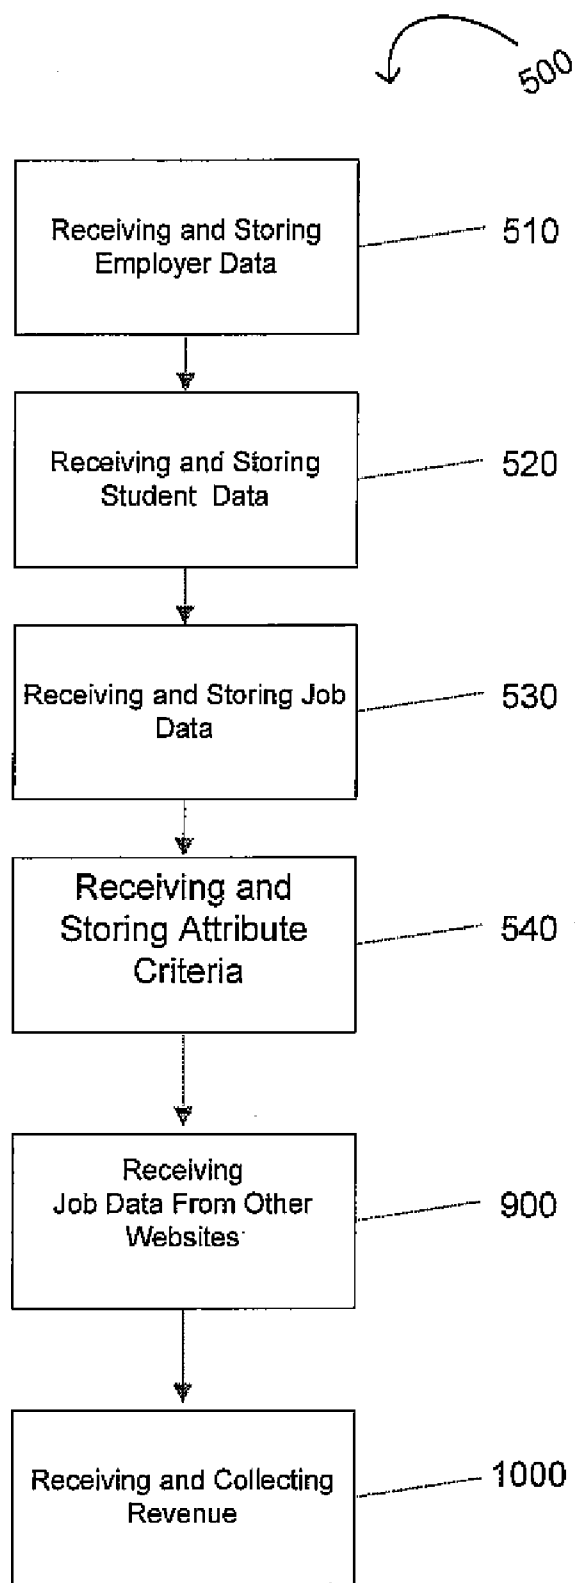 500
Receiving and Storing
Employer Data
510
Receiving and Storing
Student Data
520
Receiving and Storing Job
Data
530
Receiving and
Storing Attribute
Criteria
540
Receiving
Job Data From Other
Websites
900
Receiving and Collecting
Revenue
1000